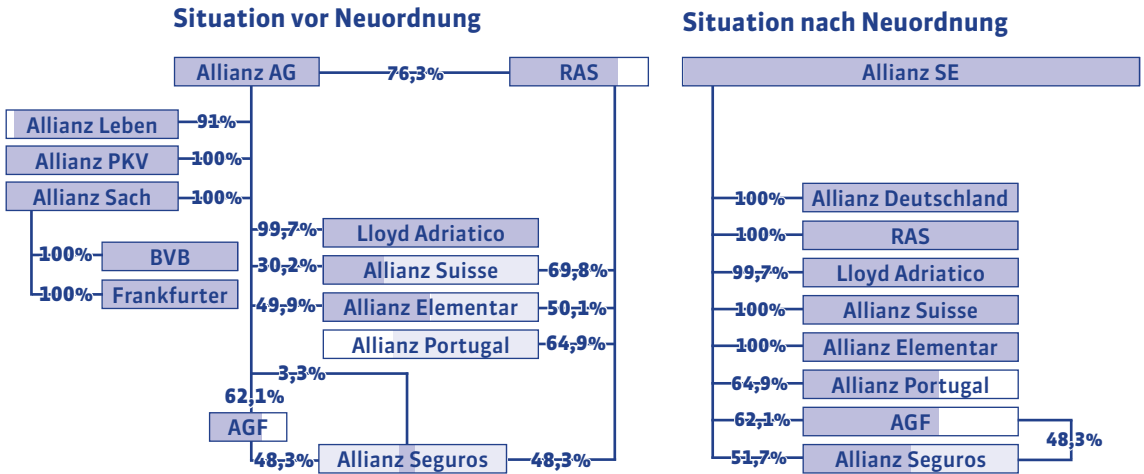 Situation vor Neuordnung
Allianz AG
76,3%
RAS
Allianz Leben
91%
Allianz PKV
100%
Allianz Sach
100%
100%
BVB
100%
Frankfurter
99,7%
Lloyd Adriatico
30,2%
Allianz Suisse
69,8%
49,9%
Allianz Elementar
50,1%
Allianz Portugal
64,9%
3,3%
62,1%
AGF
48,3%
Allianz Seguros
48,3%
Situation nach Neuordnung
Allianz SE
100%
Allianz Deutschland
100%
RAS
99,7%
Lloyd Adriatico
100%
Allianz Suisse
100%
Allianz Elementar
64,9%
Allianz Portugal
62,1%
AGF
48,3%
51,7%
Allianz Seguros